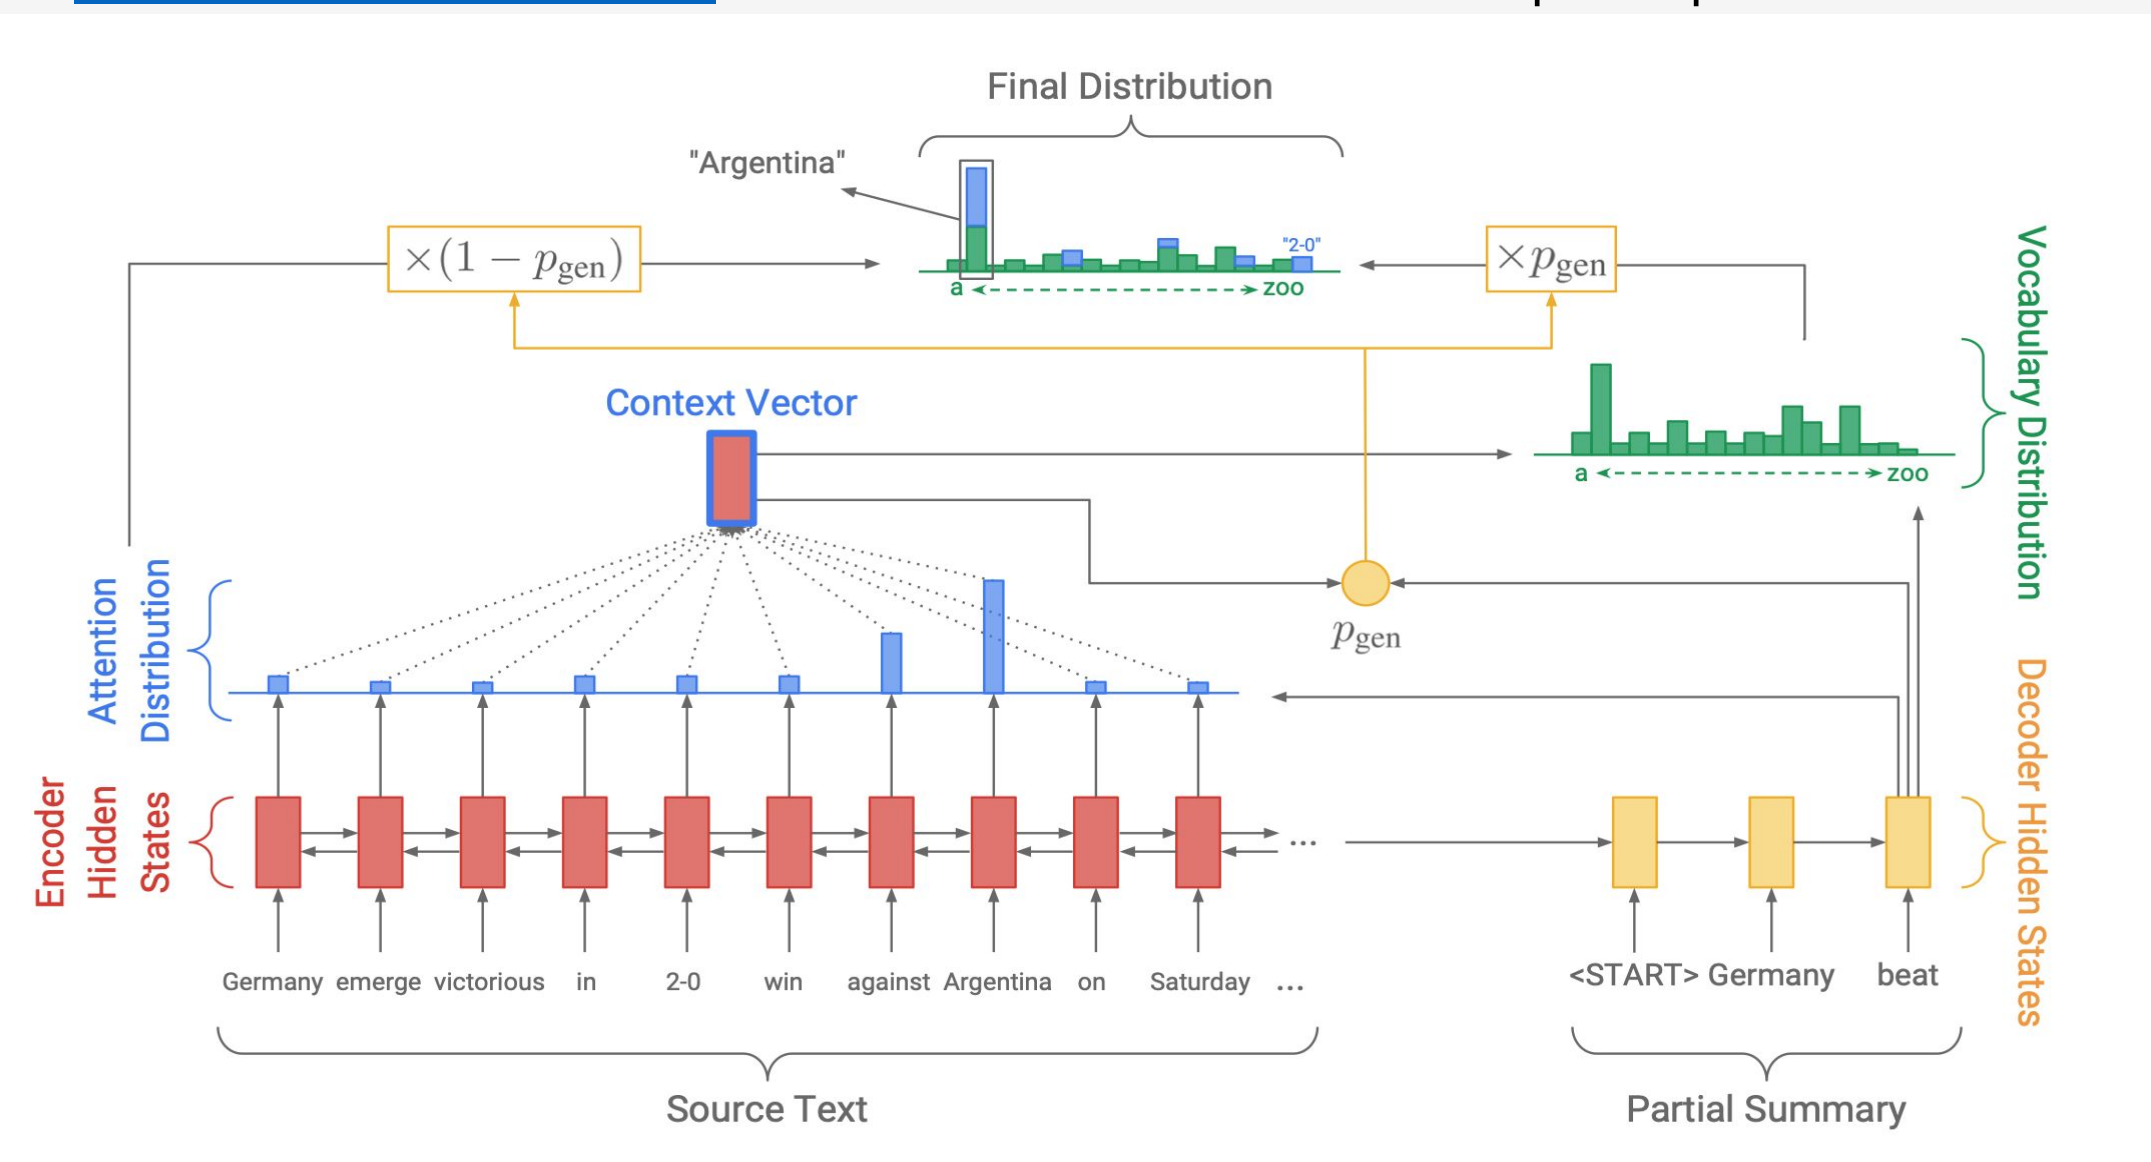 Final Distribution
"Argentina"
×(1 − pgen)
"2-0"
×pgen
a
zoo
Context Vector
Vocabulary Distribution
a
zoo
Attention
Distribution
pgen
Encoder
Hidden
States
Decoder Hidden States
...
Germany emerge victorious in 2-0 win against Argentina on Saturday ...
<START> Germany beat
Source Text
Partial Summary